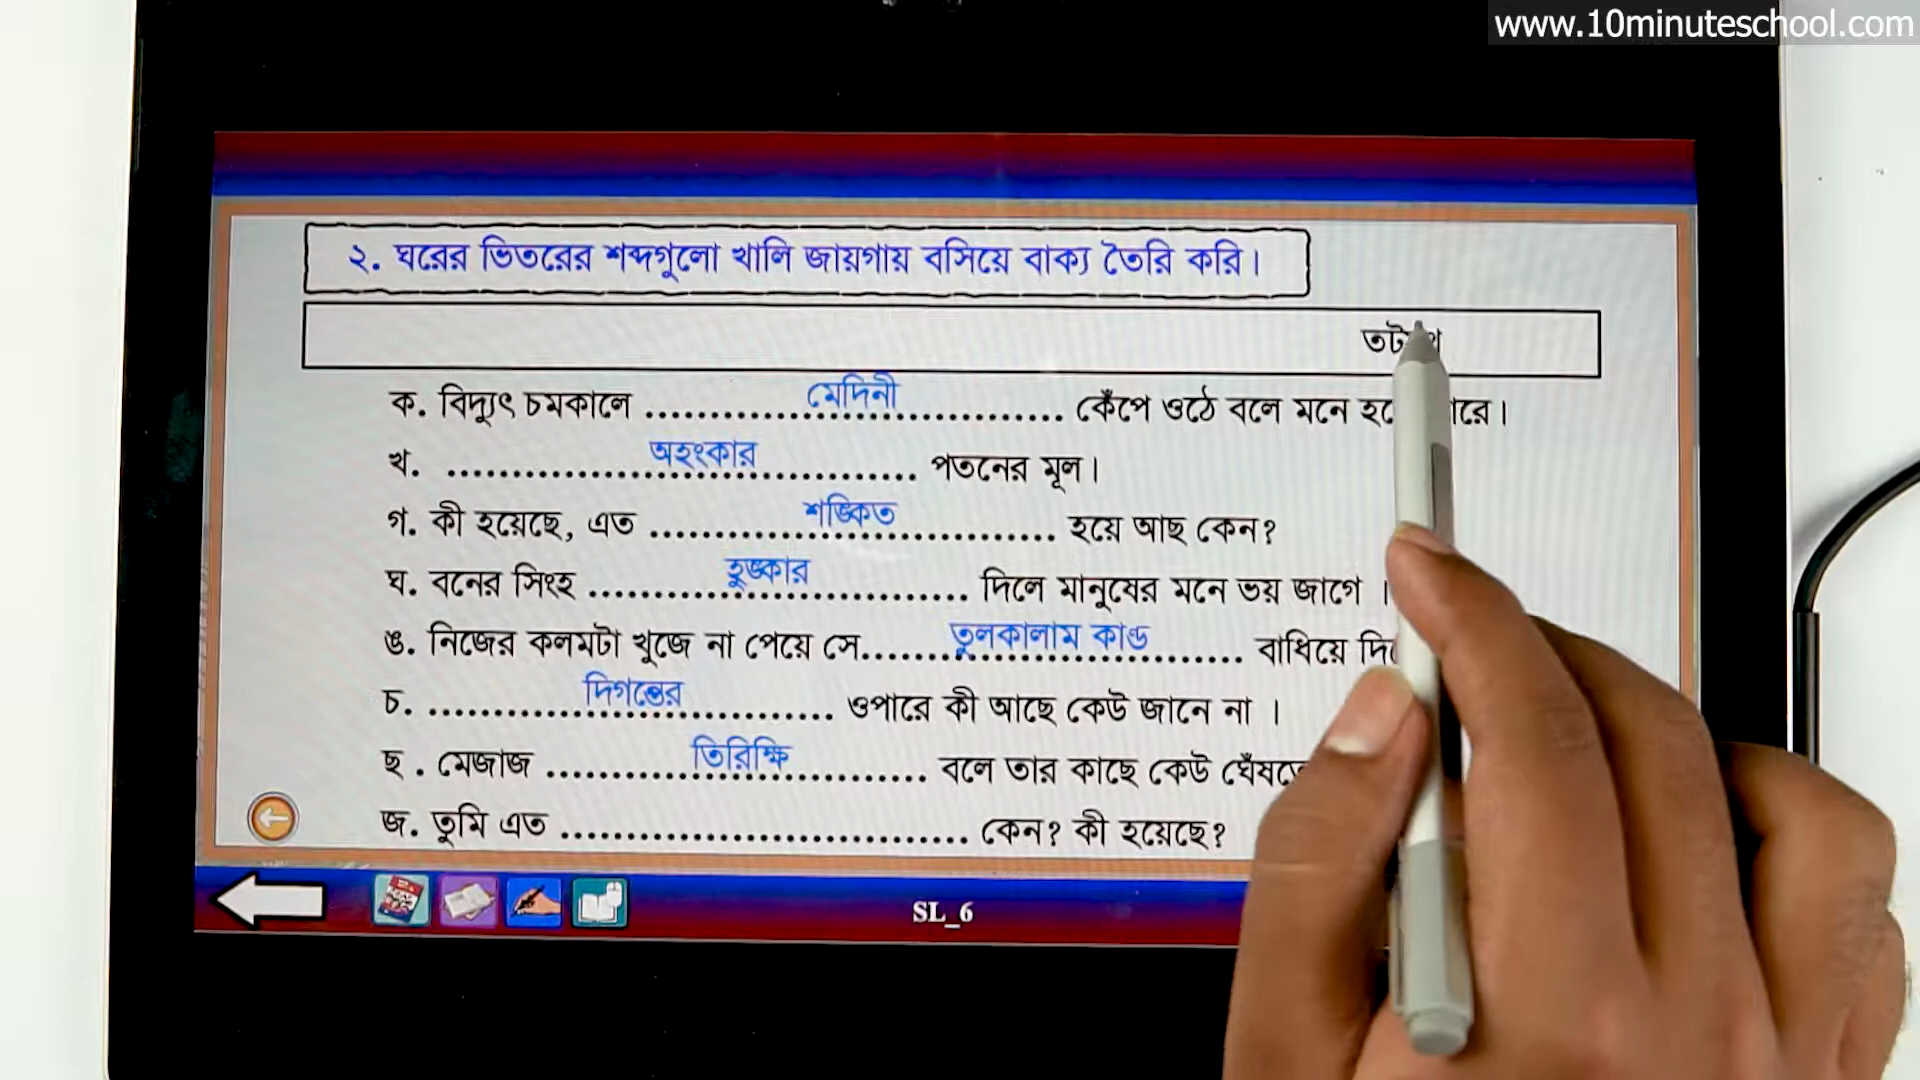 www.10minuteschool.com
২. ঘরের ভিতরের শব্দগুলো খালি জায়গায় বসিয়ে বাক্য তৈরি করি।
ক. বিদ্যুৎ চমকালে ................মেদিনী................ কেঁপে ওঠে বলে মনে
খ. ................অহংকার................ পতনের মূল।
গ. কী হয়েছে, এত ................শঙ্কিত................ হয়ে আছ কেন?
ঘ. বনের সিংহ ................হুঙ্কার................ দিলে মানুষের মনে ভয় জাগে ।
ঙ. নিজের কলমটা খুজে না পেয়ে সে................তুলকালাম কাণ্ড................ বাধিয়ে
চ. ................দিগন্তের................ ওপারে কী আছে কেউ জানে না ।
ছ . মেজাজ ................তিরিক্ষি................ বলে তার কাছে কেউ
জ. তুমি এত ................................ কেন? কী হয়েছে?
SL_6